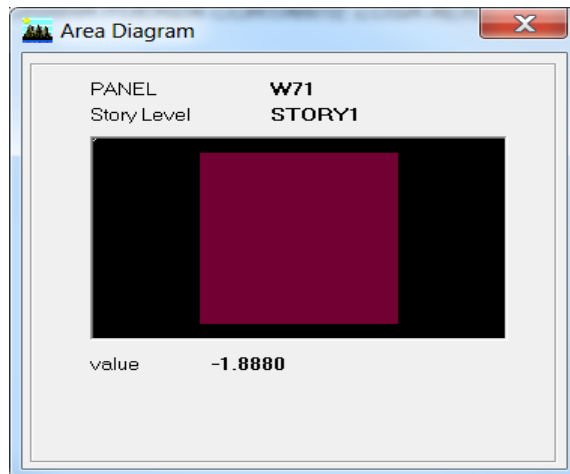 Area Diagram
PANEL W71
Story Level STORY1
value -1.8880